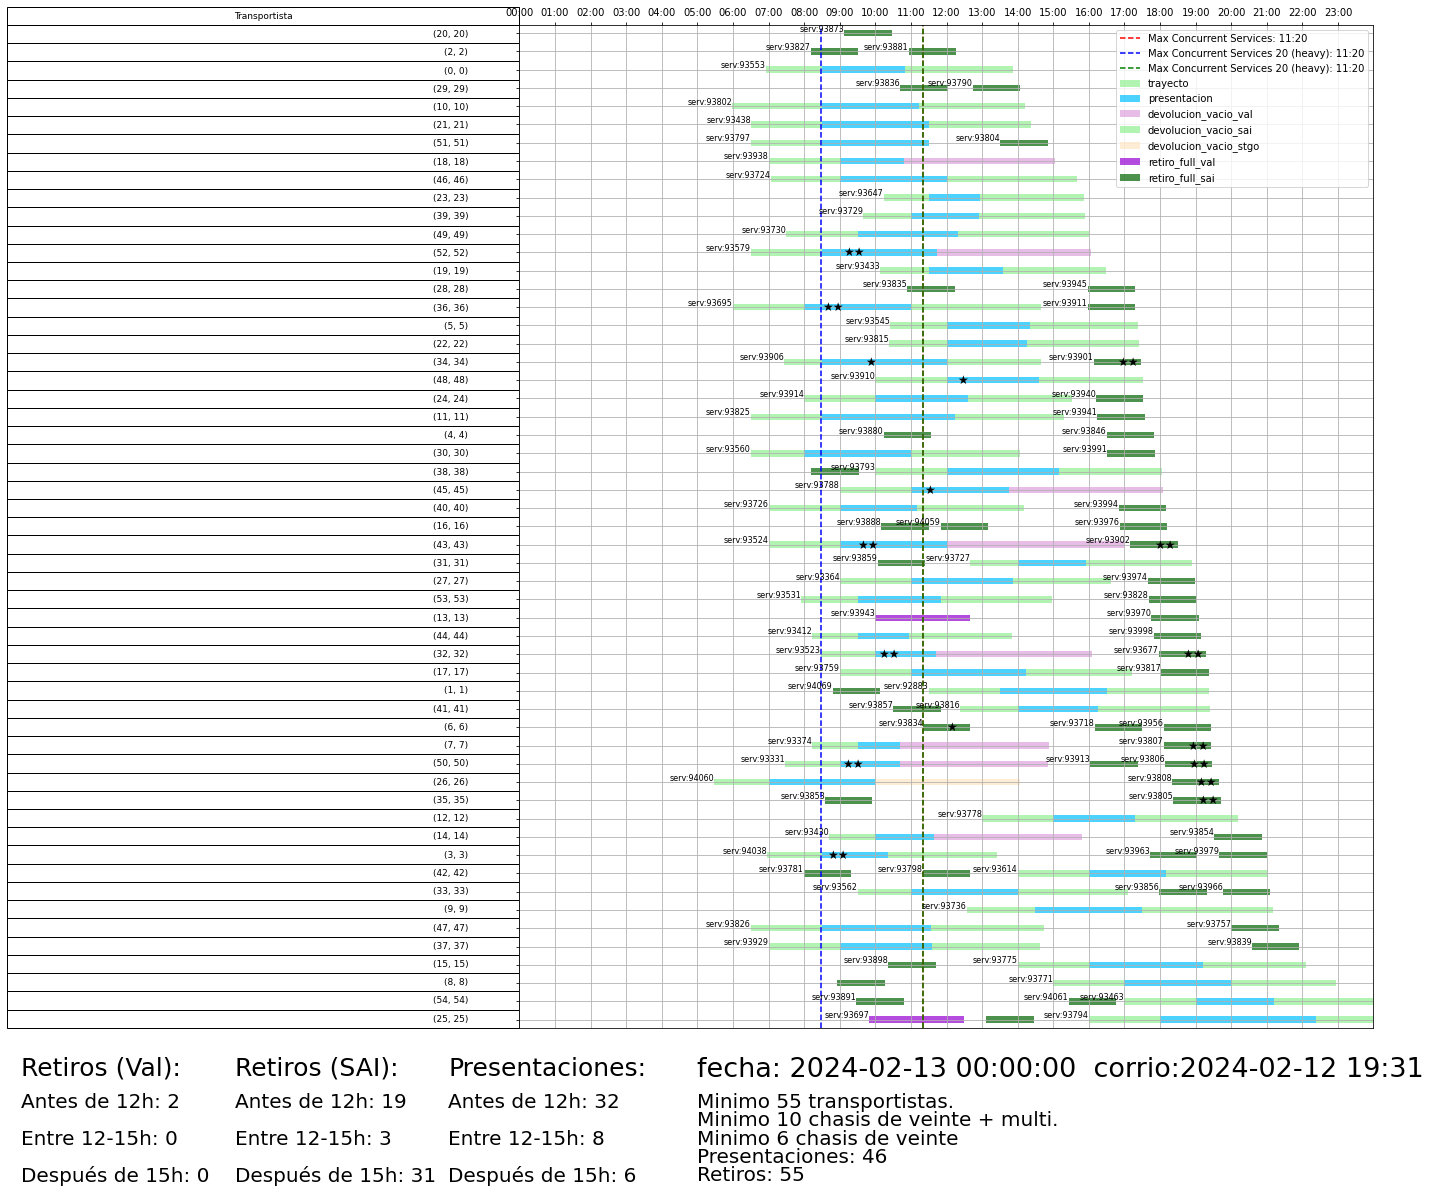 Transportista 00:00 01:00 02:00 03:00 04:00 05:00 06:00 07:00 08:00 09:00 10:00 11:00 12:00 13:00 14:00 15:00 16:00 17:00 18:00 19:00 20:00 21:00 22:00 23:00
(20, 20) serv:93873
(2, 2) serv:93827 serv:93881
(0, 0) serv:93553
(29, 29) serv:93836 serv:93790
(10, 10) serv:93802
(21, 21) serv:93438
(51, 51) serv:93797 serv:93804
(18, 18) serv:93938
(46, 46) serv:93724
(23, 23) serv:93647
(39, 39) serv:93729
(49, 49) serv:93730
(52, 52) serv:93579
(19, 19) serv:93433
(28, 28) serv:93835 serv:93945
(36, 36) serv:93695 serv:93911
(5, 5) serv:93545
(22, 22) serv:93815
(34, 34) serv:93906 serv:93901
(48, 48) serv:93910
(24, 24) serv:93914 serv:93940
(11, 11) serv:93825 serv:93941
(4, 4) serv:93880 serv:93846
(30, 30) serv:93560 serv:93991
(38, 38) serv:93793
(45, 45) serv:93788
(40, 40) serv:93726 serv:93994
(16, 16) serv:93888 serv:94059 serv:93976
(43, 43) serv:93524 serv:93902
(31, 31) serv:93859 serv:93727
(27, 27) serv:93364 serv:93974
(53, 53) serv:93531 serv:93828
(13, 13) serv:93943 serv:93970
(44, 44) serv:93412 serv:93998
(32, 32) serv:93523 serv:93677
(17, 17) serv:93759 serv:93817
(1, 1) serv:94069 serv:92883
(41, 41) serv:93857 serv:93816
(6, 6) serv:93834 serv:93718 serv:93956
(7, 7) serv:93374 serv:93807
(50, 50) serv:93331 serv:93913 serv:93806
(26, 26) serv:94060 serv:93808
(35, 35) serv:93853 serv:93805
(12, 12) serv:93778
(14, 14) serv:93430 serv:93854
(3, 3) serv:94038 serv:93963 serv:93979
(42, 42) serv:93781 serv:93798 serv:93614
(33, 33) serv:93562 serv:93856 serv:93966
(9, 9) serv:93736
(47, 47) serv:93826 serv:93757
(37, 37) serv:93929 serv:93839
(15, 15) serv:93898 serv:93775
(8, 8) serv:93771
(54, 54) serv:93891 serv:94061 serv:93463
(25, 25) serv:93697 serv:93794
Max Concurrent Services: 11:20
Max Concurrent Services 20 (heavy): 11:20
Max Concurrent Services 20 (heavy): 11:20
trayecto
presentacion
devolucion_vacio_val
devolucion_vacio_sai
devolucion_vacio_stgo
retiro_full_val
retiro_full_sai
Retiros (Val):
Antes de 12h: 2
Entre 12-15h: 0
Después de 15h: 0
Retiros (SAI):
Antes de 12h: 19
Entre 12-15h: 3
Después de 15h: 31
Presentaciones:
Antes de 12h: 32
Entre 12-15h: 8
Después de 15h: 6
fecha: 2024-02-13 00:00:00 corrio:2024-02-12 19:31
Minimo 55 transportistas.
Minimo 10 chasis de veinte + multi.
Minimo 6 chasis de veinte
Presentaciones: 46
Retiros: 55